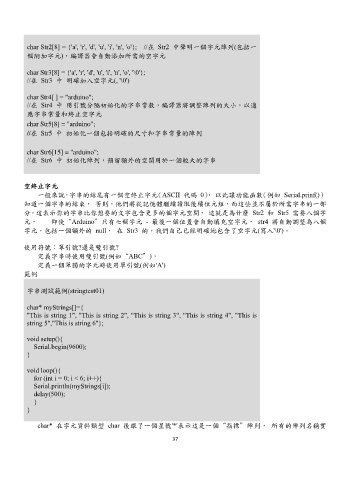 char Str2[8] = {'a', 'r', 'd', 'u', 'i', 'n', 'o'};  //在 Str2 中聲明一個字元陣列(包括一
個附加字元)，編譯器會自動添加所需的空字元
char Str3[8] = {'a', 'r', 'd', 'u', 'i', 'n', 'o', '\0'};
//在 Str3 中 明確加入空字元(, '\0')
char Str4[ ] = "arduino";
//在 Str4 中 用引號分隔初始化的字串常數，編譯器將調整陣列的大小，以適
應字串常量和終止空字元
char Str5[8] = "arduino";
//在 Str5 中 初始化一個包括明確的尺寸和字串常量的陣列
char Str6[15] = "arduino";
//在 Str6 中 初始化陣列，預留額外的空間用於一個較大的字串
空終止字元
一般來說，字串的結尾有一個空終止字元(ASCII 代碼 0)，以此讓功能函數(例如 Serial.prinf())
知道一個字串的結束， 否則，他們將從記憶體繼續讀取後續位元組，而這些並不屬於所需字串的一部
分，這表示你的字串比你想要的文字包含更多的個字元空間， 這就是為什麼 Str2 和 Str5 需要八個字
元，  即使"Arduino"只有七個字元 - 最後一個位置會自動填充空字元， str4 將自動調整為八個
字元，包括一個額外的 null， 在 Str3 的，我們自己已經明確地包含了空字元(寫入'\0')。
使用符號：單引號?還是雙引號?
定義字串時使用雙引號(例如"ABC")，
定義一個單獨的字元時使用單引號(例如'A')
範例
字串測試範例(stringtest01)
char* myStrings[]={
"This is string 1", "This is string 2", "This is string 3", "This is string 4", "This is
string 5","This is string 6"};
void setup(){
Serial.begin(9600);
}
void loop(){
for (int i = 0; i < 6; i++){
Serial.println(myStrings[i]);
delay(500);
}
}
char* 在字元資料類型 char 後跟了一個星號'*'表示這是一個"指標"陣列， 所有的陣列名稱實
37